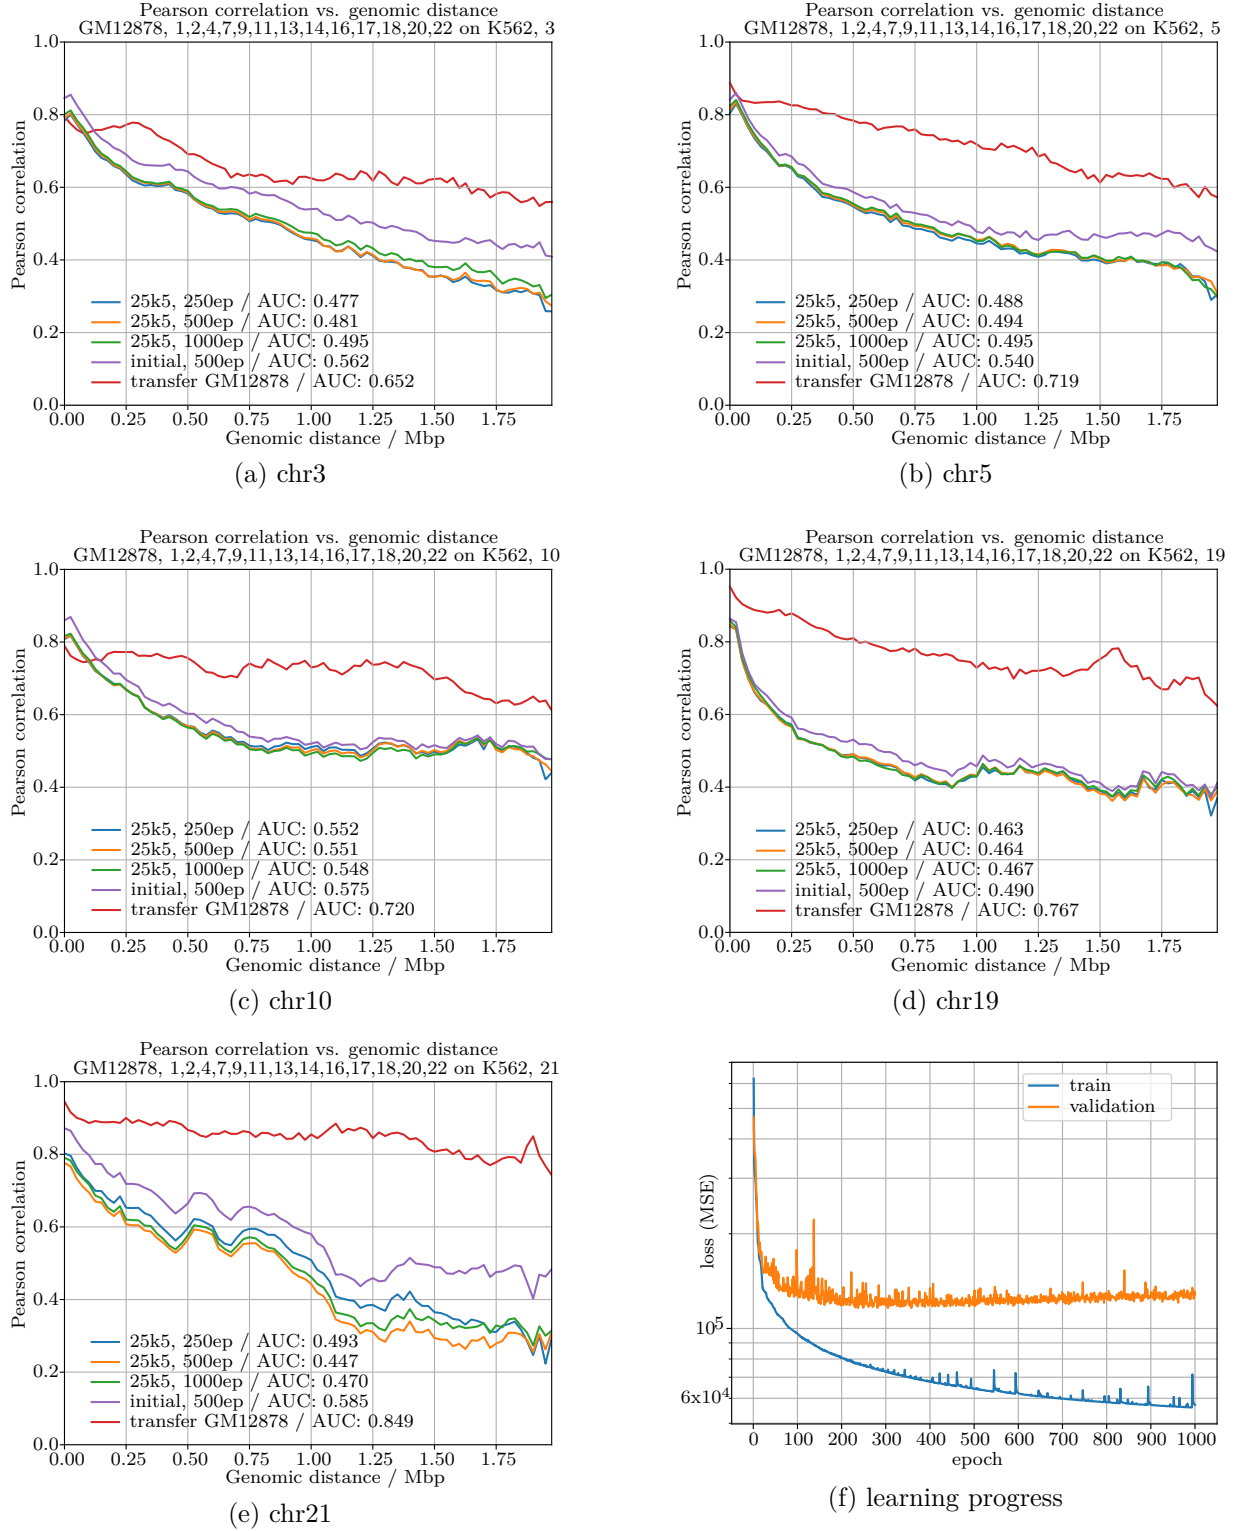 Pearson correlation vs. genomic distance
GM12878, 1,2,4,7,9,11,13,14,16,17,18,20,22 on K562, 3
1.0
0.8
0.6
0.4
0.2
0.0
Pearson correlation
25k5, 250ep / AUC: 0.477
25k5, 500ep / AUC: 0.481
25k5, 1000ep / AUC: 0.495
initial, 500ep / AUC: 0.562
transfer GM12878 / AUC: 0.652
0.00 0.25 0.50 0.75 1.00 1.25 1.50 1.75
Genomic distance / Mbp
(a) chr3
Pearson correlation vs. genomic distance
GM12878, 1,2,4,7,9,11,13,14,16,17,18,20,22 on K562, 5
1.0
0.8
0.6
0.4
0.2
0.0
Pearson correlation
25k5, 250ep / AUC: 0.488
25k5, 500ep / AUC: 0.494
25k5, 1000ep / AUC: 0.495
initial, 500ep / AUC: 0.540
transfer GM12878 / AUC: 0.719
0.00 0.25 0.50 0.75 1.00 1.25 1.50 1.75
Genomic distance / Mbp
(b) chr5
Pearson correlation vs. genomic distance
GM12878, 1,2,4,7,9,11,13,14,16,17,18,20,22 on K562, 10
1.0
0.8
0.6
0.4
0.2
0.0
Pearson correlation
25k5, 250ep / AUC: 0.552
25k5, 500ep / AUC: 0.551
25k5, 1000ep / AUC: 0.548
initial, 500ep / AUC: 0.575
transfer GM12878 / AUC: 0.720
0.00 0.25 0.50 0.75 1.00 1.25 1.50 1.75
Genomic distance / Mbp
(c) chr10
Pearson correlation vs. genomic distance
GM12878, 1,2,4,7,9,11,13,14,16,17,18,20,22 on K562, 19
1.0
0.8
0.6
0.4
0.2
0.0
Pearson correlation
25k5, 250ep / AUC: 0.463
25k5, 500ep / AUC: 0.464
25k5, 1000ep / AUC: 0.467
initial, 500ep / AUC: 0.490
transfer GM12878 / AUC: 0.767
0.00 0.25 0.50 0.75 1.00 1.25 1.50 1.75
Genomic distance / Mbp
(d) chr19
Pearson correlation vs. genomic distance
GM12878, 1,2,4,7,9,11,13,14,16,17,18,20,22 on K562, 21
1.0
0.8
0.6
0.4
0.2
0.0
Pearson correlation
25k5, 250ep / AUC: 0.493
25k5, 500ep / AUC: 0.447
25k5, 1000ep / AUC: 0.470
initial, 500ep / AUC: 0.585
transfer GM12878 / AUC: 0.849
0.00 0.25 0.50 0.75 1.00 1.25 1.50 1.75
Genomic distance / Mbp
(e) chr21
train
validation
loss (MSE)
10⁵
6x10⁴
0 100 200 300 400 500 600 700 800 900 1000
epoch
(f) learning progress